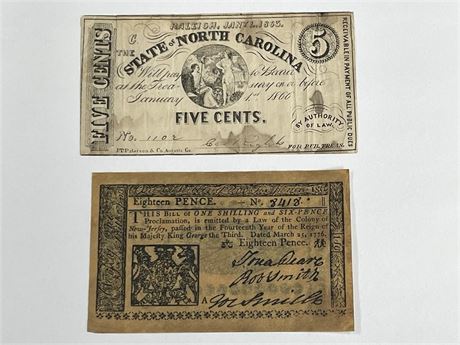 RALEIGH, JANY 1, 1863.
THE
STATE OF NORTH CAROLINA
5
Will pay to Bearer
at the Treasury on or before
January 1st 1866
FIVE CENTS.
FIVE CENTS
RECEIVABLE IN PAYMENT OF ALL PUBLIC DUES
BY AUTHORITY
OF LAW.
No. 1102
FOR PUB. TREAS.
Eighteen PENCE. No. 8418
THIS Bill of ONE SHILLING and SIX-PENCE
Proclamation, is emitted by a Law of the Colony of
New-Jersey, passed in the Fourteenth Year of the Reign of
his Majesty King George the Third. Dated March 25, 1776.
Eighteen Pence.
Rob Smith
A